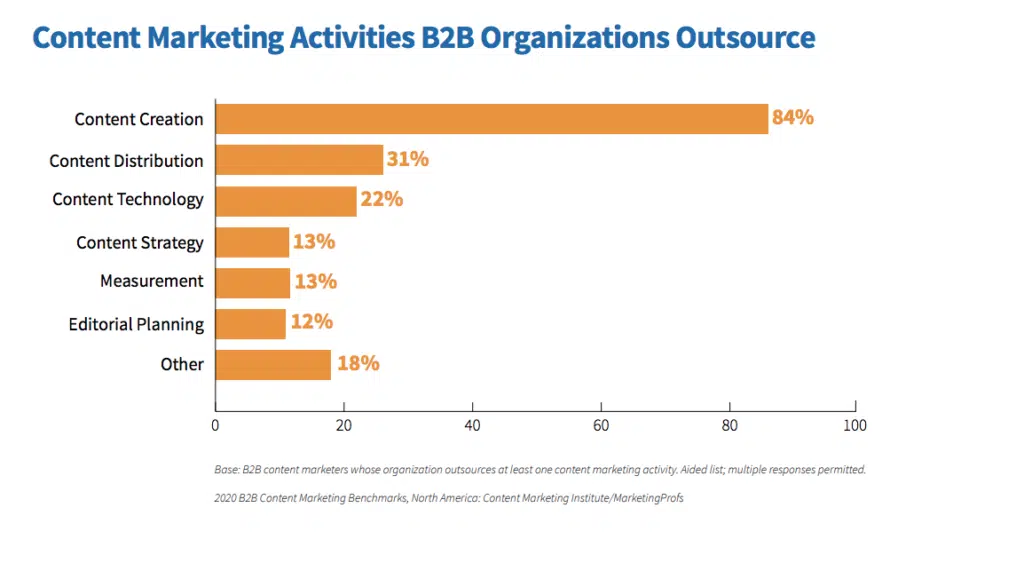 Content Marketing Activities B2B Organizations Outsource
Content Creation 84%
Content Distribution 31%
Content Technology 22%
Content Strategy 13%
Measurement 13%
Editorial Planning 12%
Other 18%
0 20 40 60 80 100
Base: B2B content marketers whose organization outsources at least one content marketing activity. Aided list; multiple responses permitted.
2020 B2B Content Marketing Benchmarks, North America: Content Marketing Institute/MarketingProfs